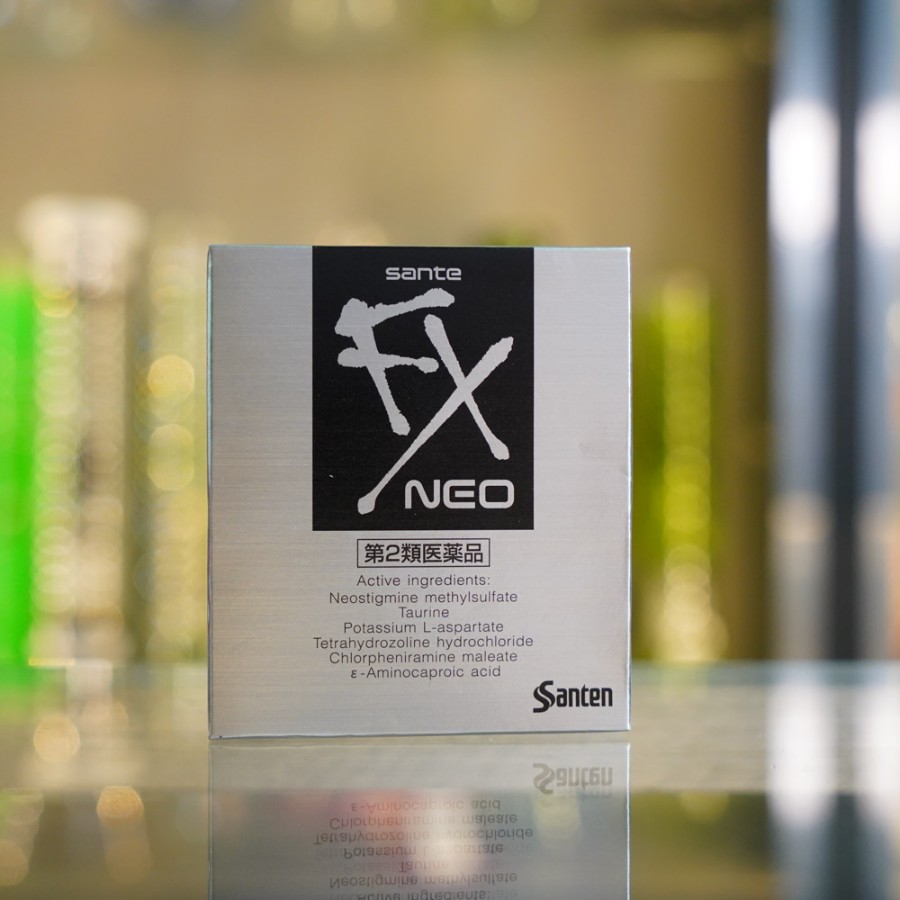 sante
FX
NEO
第2類医薬品
Active ingredients:
Neostigmine methylsulfate
Taurine
Potassium L-aspartate
Tetrahydrozoline hydrochloride
Chlorpheniramine maleate
ε-Aminocaproic acid
Santen